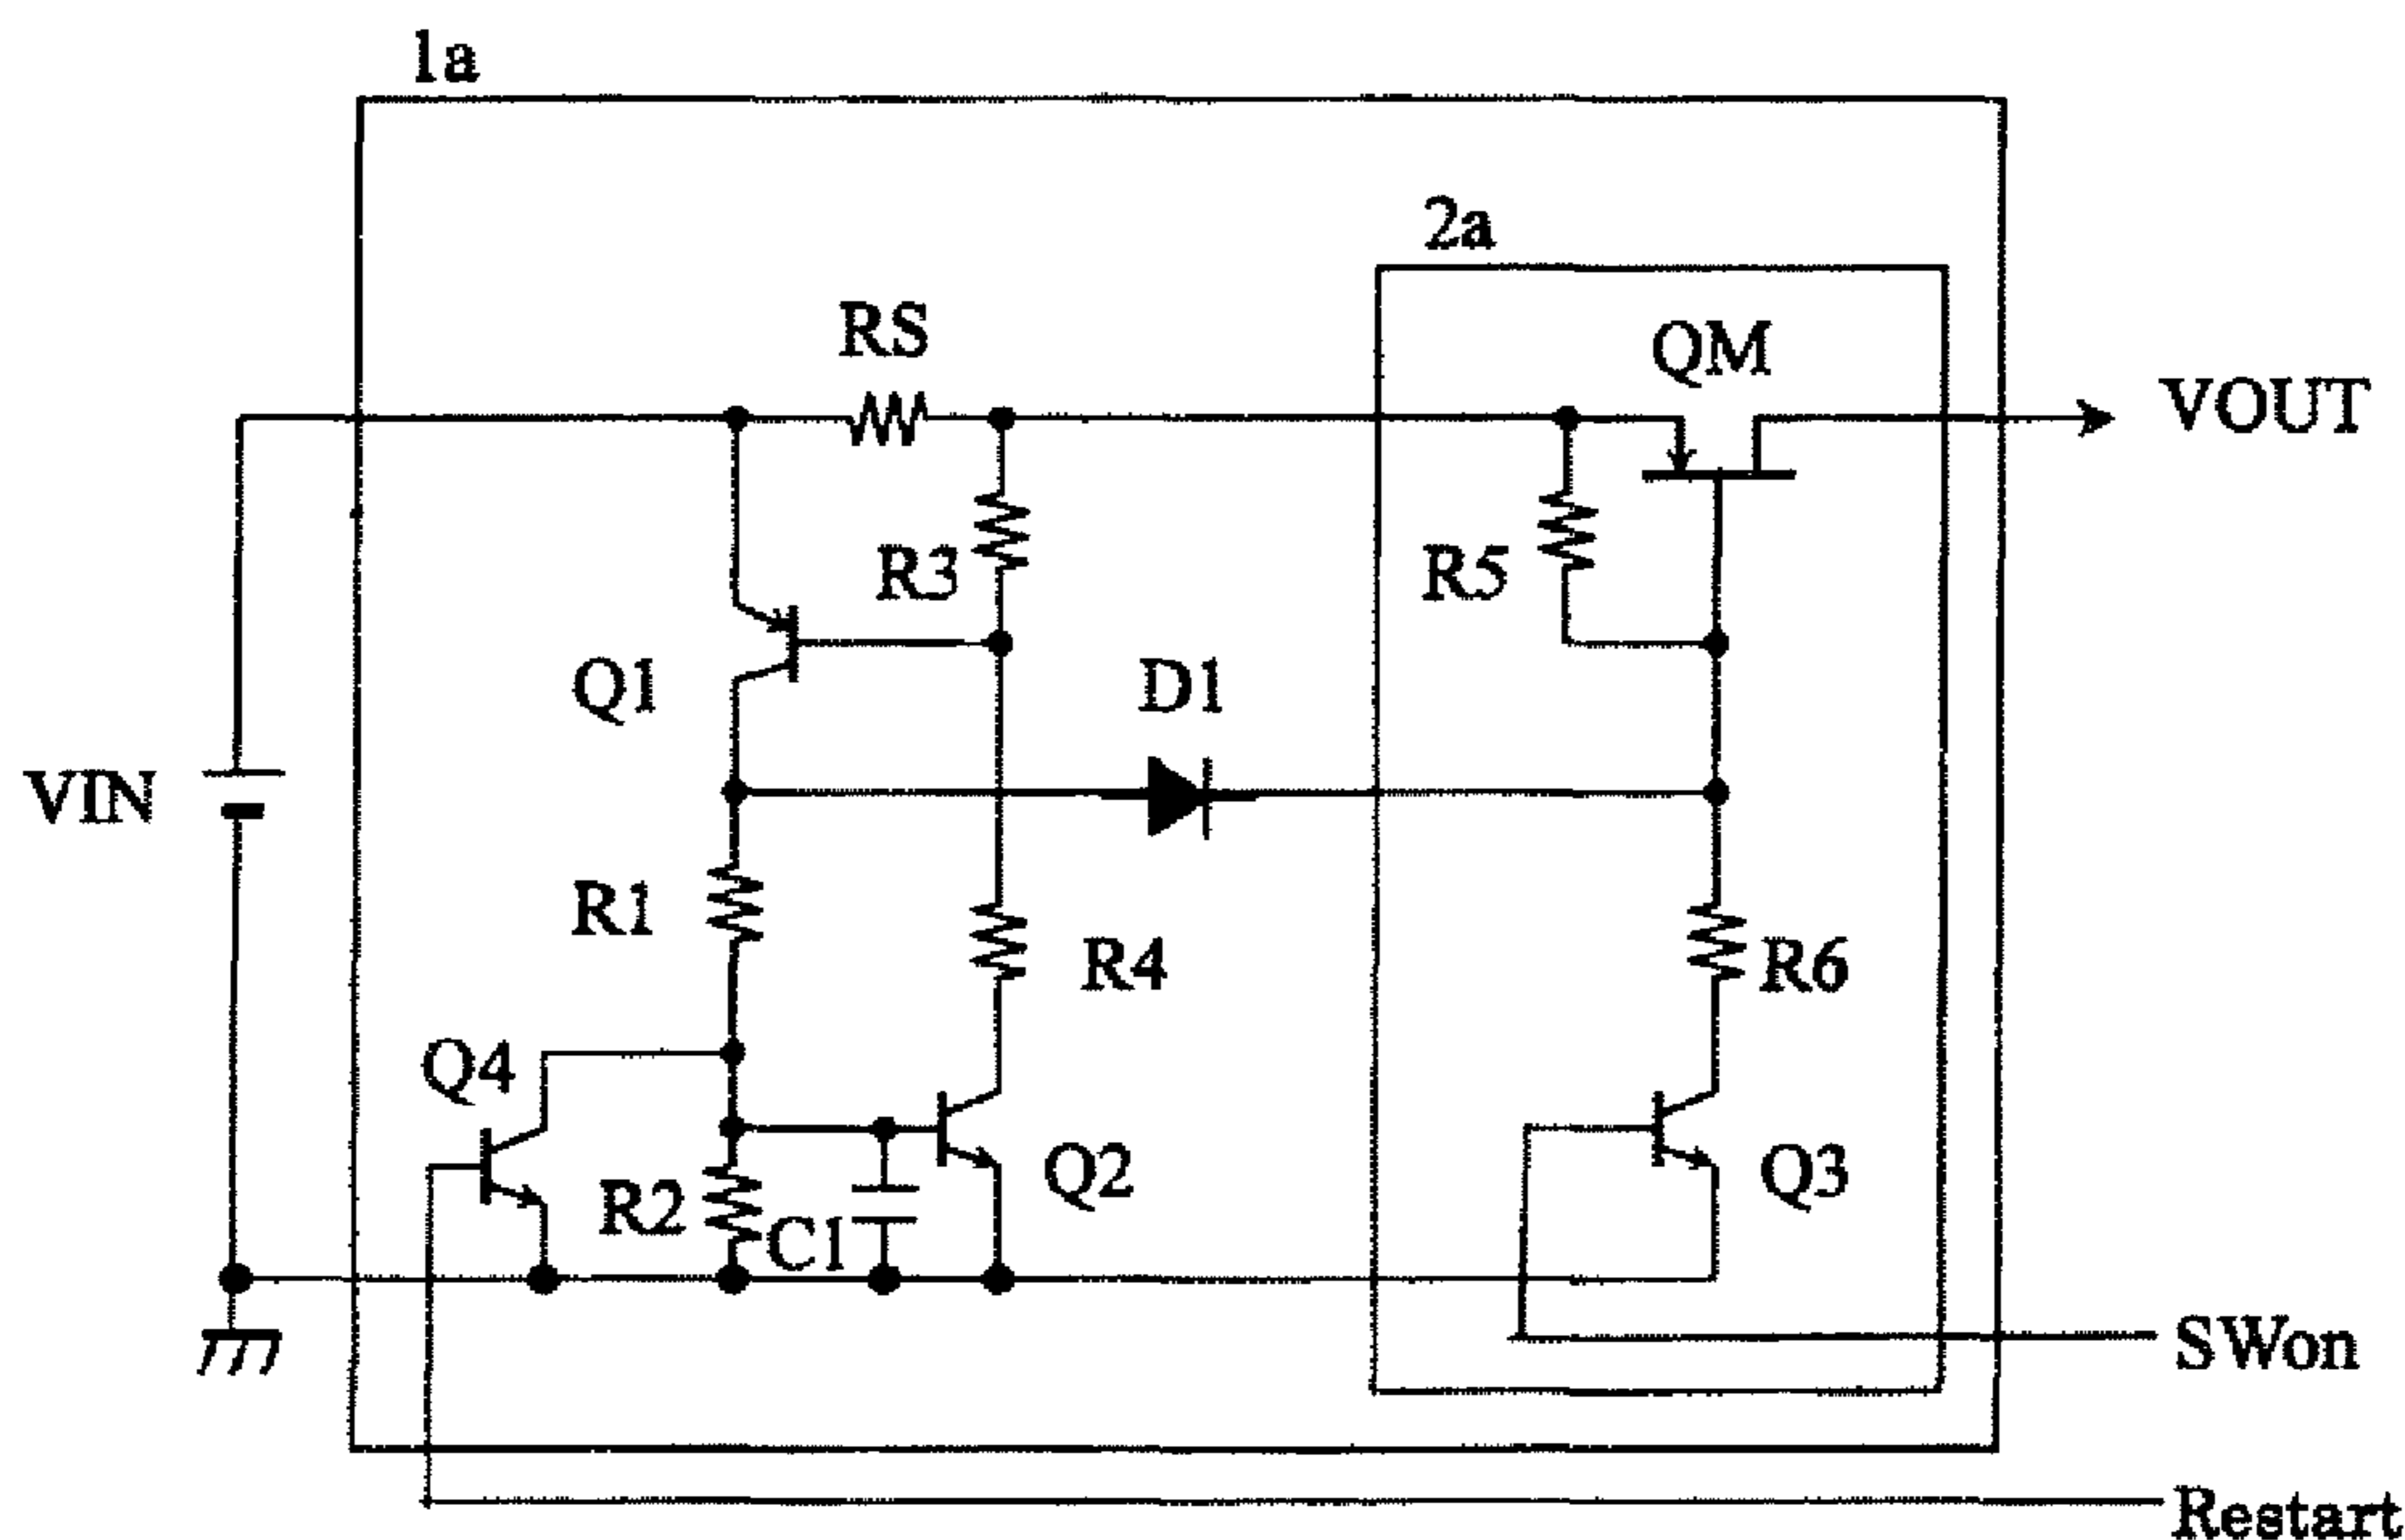 1a
2a
RS
QM
VOUT
R3
R5
Q1
D1
VIN
R1
R4
R6
Q4
Q2
Q3
R2
C1
SWon
Restart